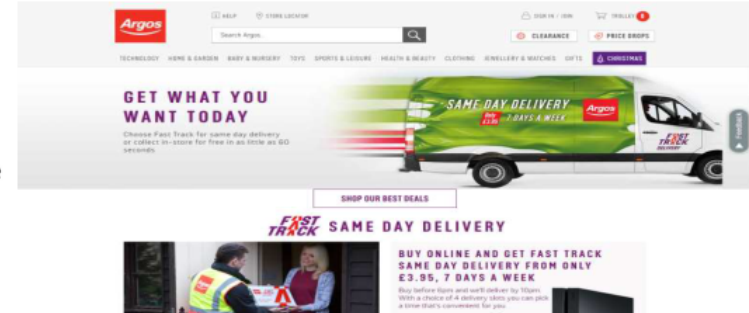 Argos
HELP
STORE LOCATOR
SIGN IN / JOIN
TROLLEY 0
Search Argos
CLEARANCE
PRICE DROPS
TECHNOLOGY HOME & GARDEN BABY & NURSERY TOYS SPORTS & LEISURE HEALTH & BEAUTY CLOTHING JEWELLERY & WATCHES GIFTS CHRISTMAS
GET WHAT YOU
WANT TODAY
Choose Fast Track for same day delivery
or collect in-store for free in as little as 60
seconds
SAME DAY DELIVERY
Only
£3.95
7 DAYS A WEEK
Argos
FAST
TRACK
DELIVERY
Feedback
SHOP OUR BEST DEALS
FAST
TRACK
SAME DAY DELIVERY
BUY ONLINE AND GET FAST TRACK
SAME DAY DELIVERY FROM ONLY
£3.95, 7 DAYS A WEEK
Buy before 6pm and we'll deliver by 10pm
With a choice of 4 delivery slots you can pick
a time that's convenient for you